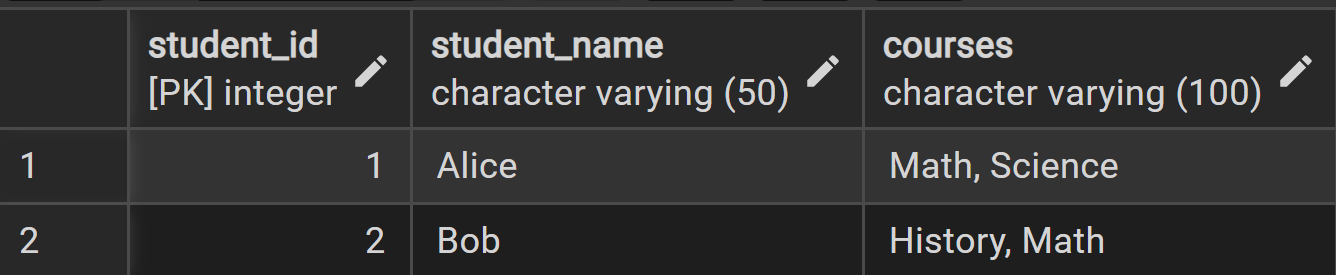 student_id student_name courses
[PK] integer character varying (50) character varying (100)
1 1 Alice Math, Science
2 2 Bob History, Math